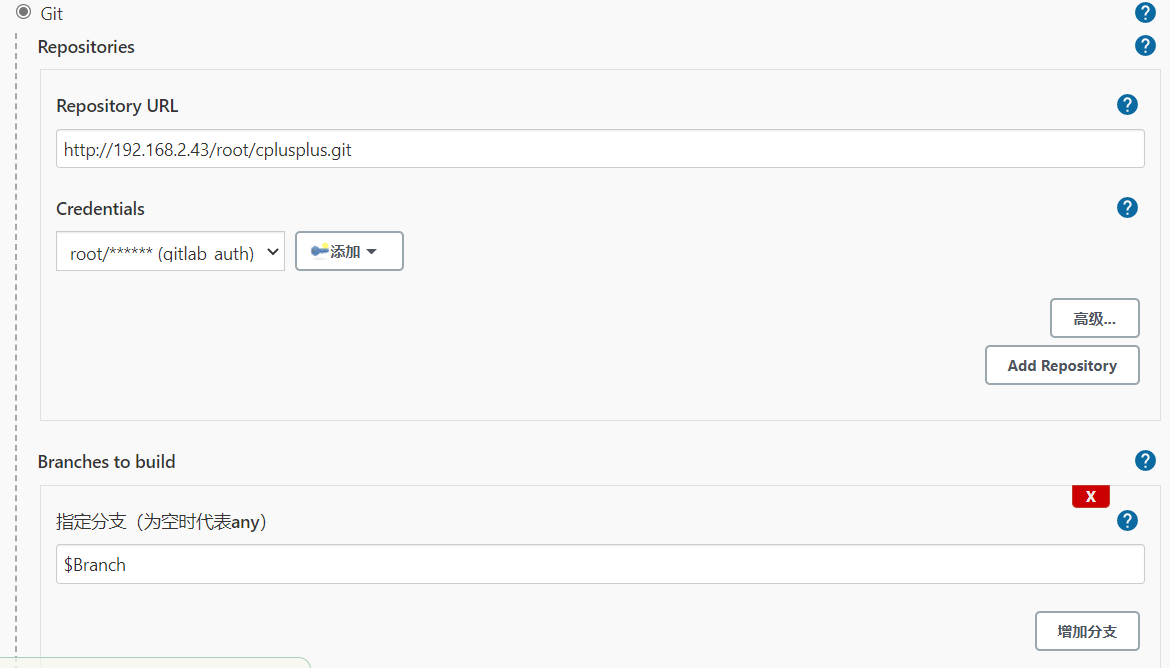 Git
?
Repositories
?
Repository URL
?
http://192.168.2.43/root/cplusplus.git
Credentials
?
root/****** (gitlab_auth)
添加
高级...
Add Repository
Branches to build
?
X
指定分支（为空时代表any）
?
$Branch
增加分支